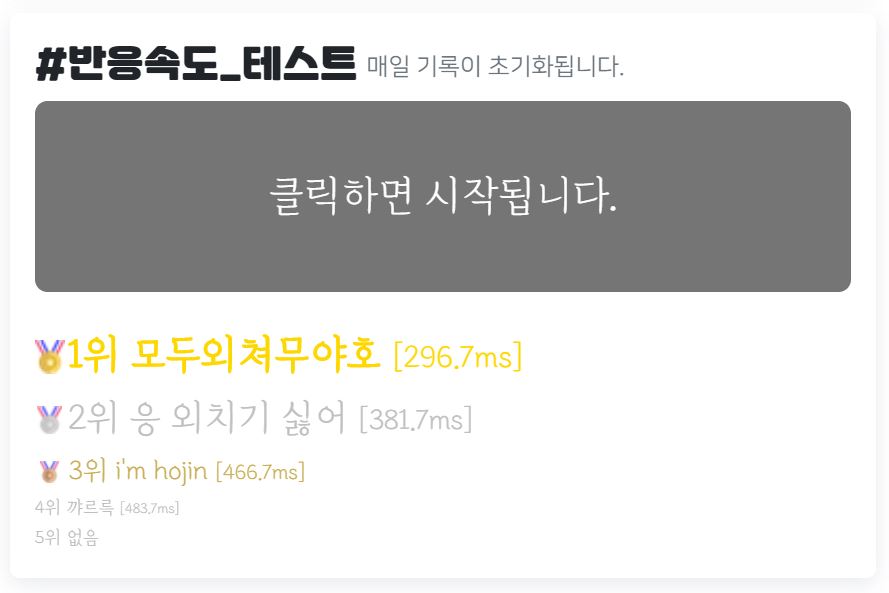 #반응속도_테스트 매일 기록이 초기화됩니다.
클릭하면 시작됩니다.
1위 모두외쳐무야호 [296.7ms]
2위 응 외치기 싫어 [381.7ms]
3위 i'm hojin [466.7ms]
4위 꺄르륵 [483.7ms]
5위 없음